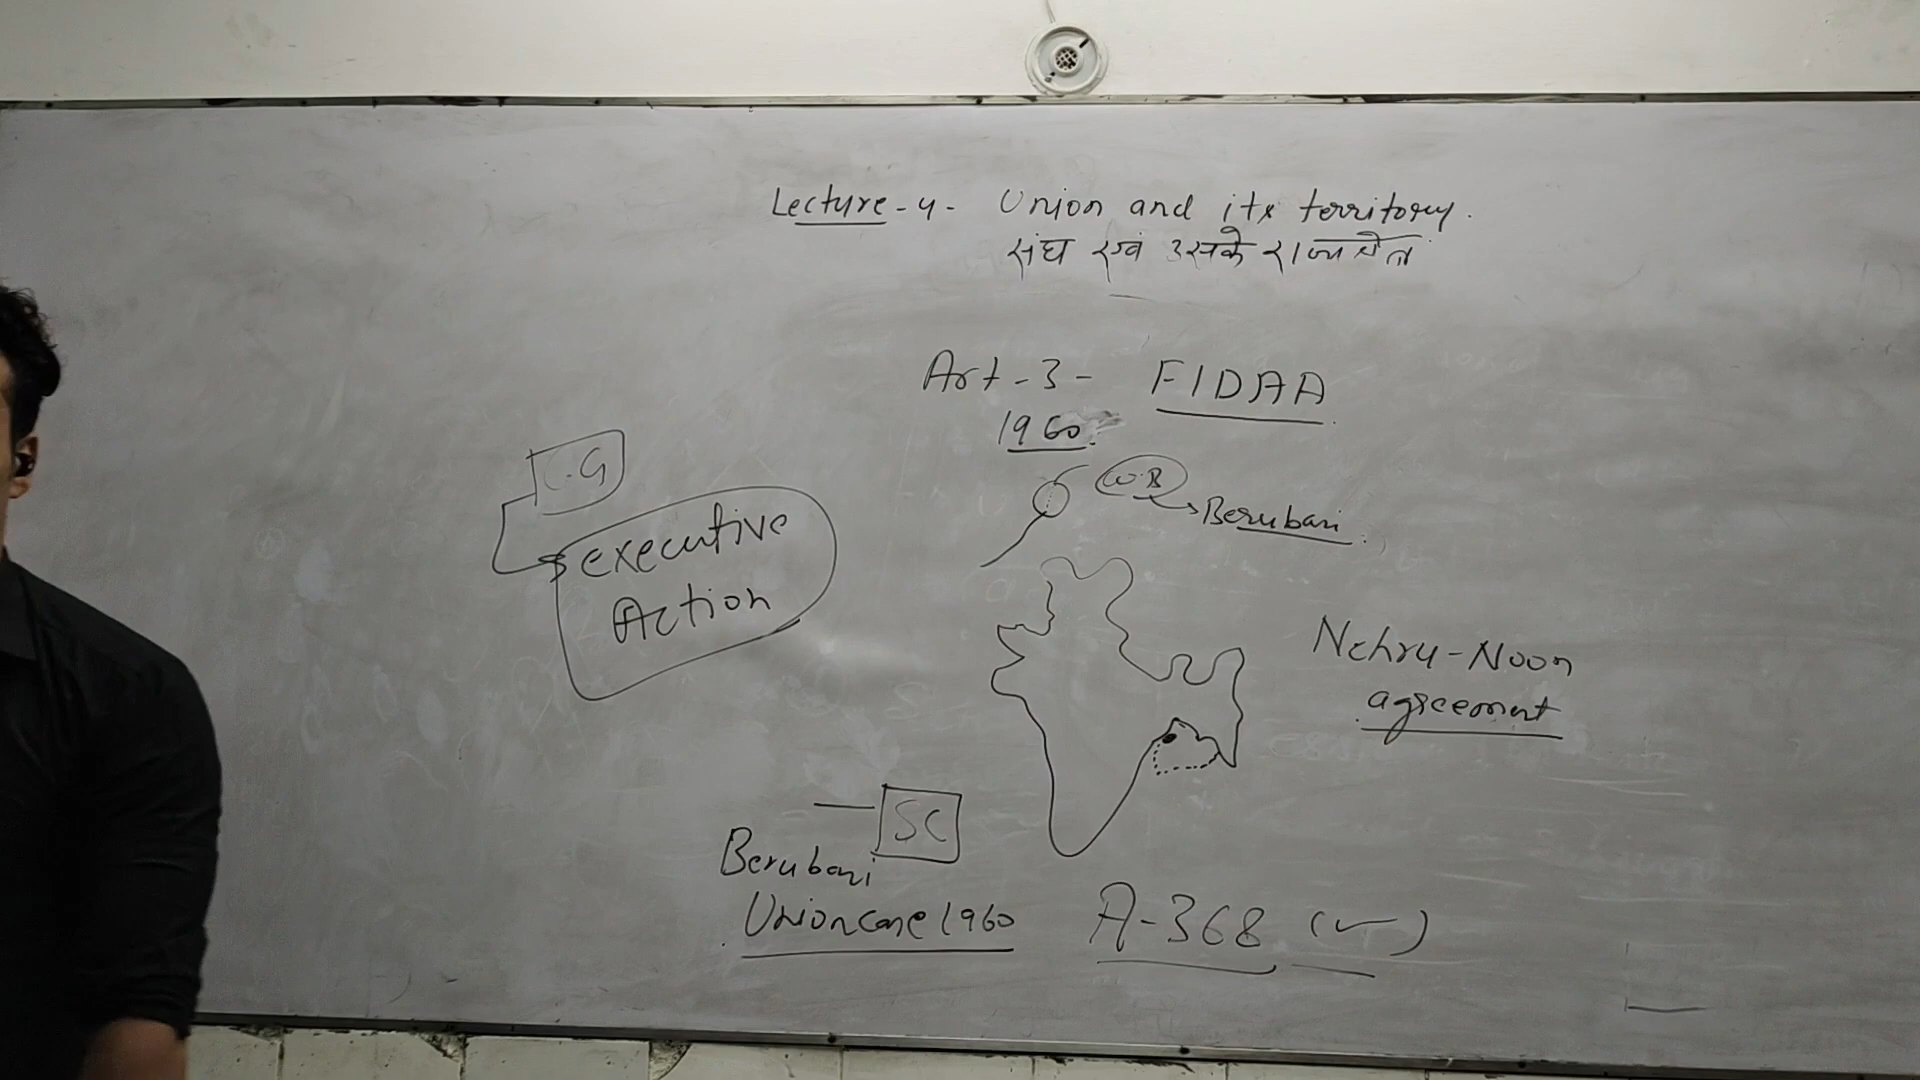 Lecture-4- Union and its territory.
संघ एवं उसके राज्यक्षेत्र
Art-3- FIDAA
1960
C.G
W.B
Berubari
executive
Action
Nehru-Noon
agreement
SC
Berubari
Union case 1960
A-368 (✓)